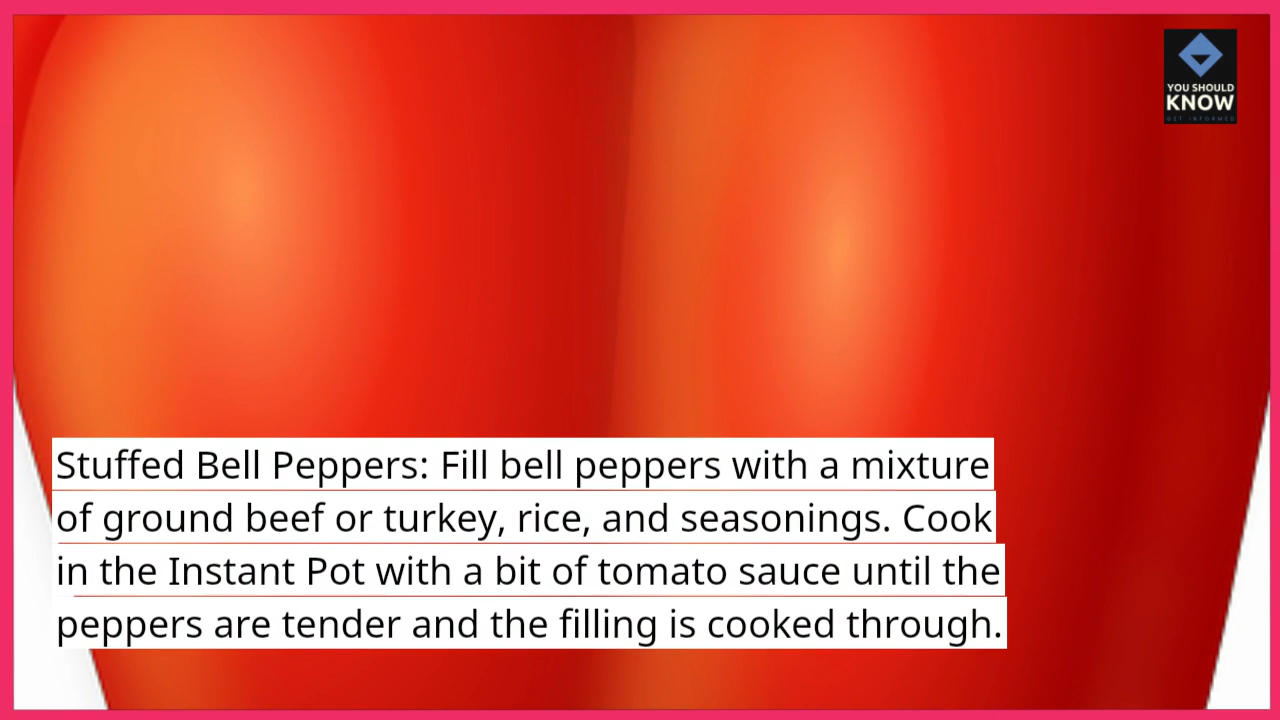 YOU SHOULD
KNOW
GET INFORMED
Stuffed Bell Peppers: Fill bell peppers with a mixture
of ground beef or turkey, rice, and seasonings. Cook
in the Instant Pot with a bit of tomato sauce until the
peppers are tender and the filling is cooked through.